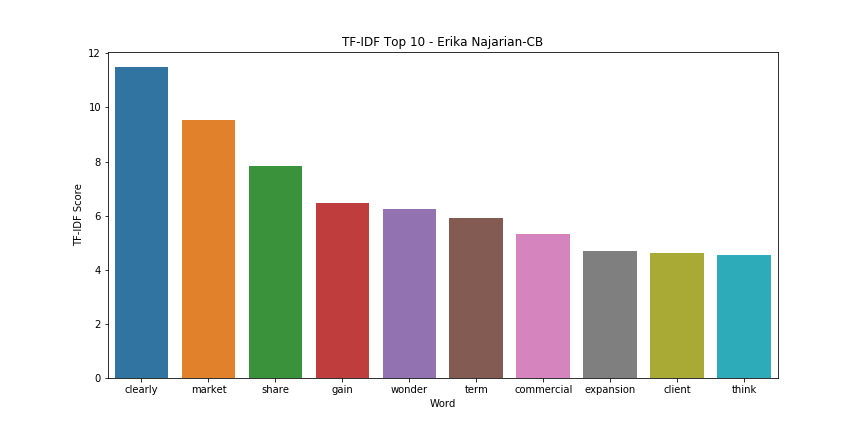 TF-IDF Top 10 - Erika Najarian-CB
12
10
8
6
4
2
0
TF-IDF Score
clearly market share gain wonder term commercial expansion client think
Word